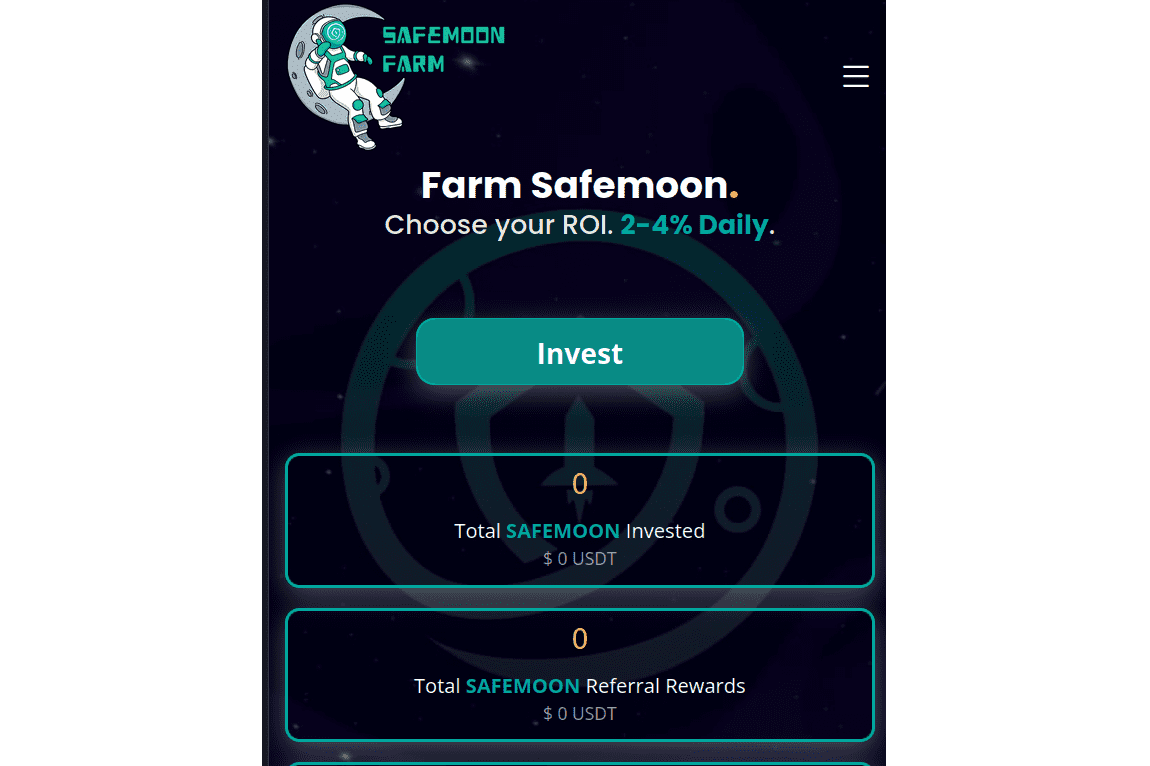 SAFEMOON
FARM
Farm Safemoon.
Choose your ROI. 2-4% Daily.
Invest
0
Total SAFEMOON Invested
$ 0 USDT
0
Total SAFEMOON Referral Rewards
$ 0 USDT